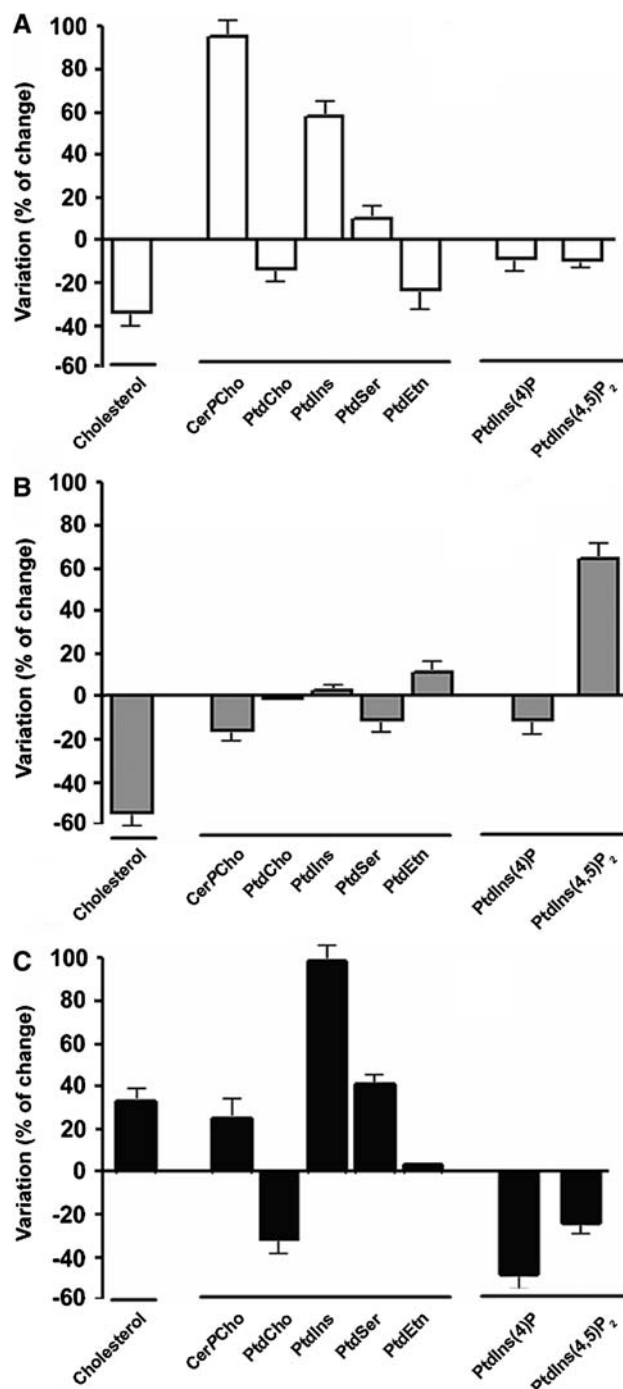 A
Variation (% of change)
100
80
60
40
20
0
-20
-40
-60
Cholesterol
CerPCho
PtdCho
PtdIns
PtdSer
PtdEtn
PtdIns(4)P
PtdIns(4,5)P₂
B
Variation (% of change)
100
80
60
40
20
0
-20
-40
-60
Cholesterol
CerPCho
PtdCho
PtdIns
PtdSer
PtdEtn
PtdIns(4)P
PtdIns(4,5)P₂
C
Variation (% of change)
100
80
60
40
20
0
-20
-40
-60
Cholesterol
CerPCho
PtdCho
PtdIns
PtdSer
PtdEtn
PtdIns(4)P
PtdIns(4,5)P₂